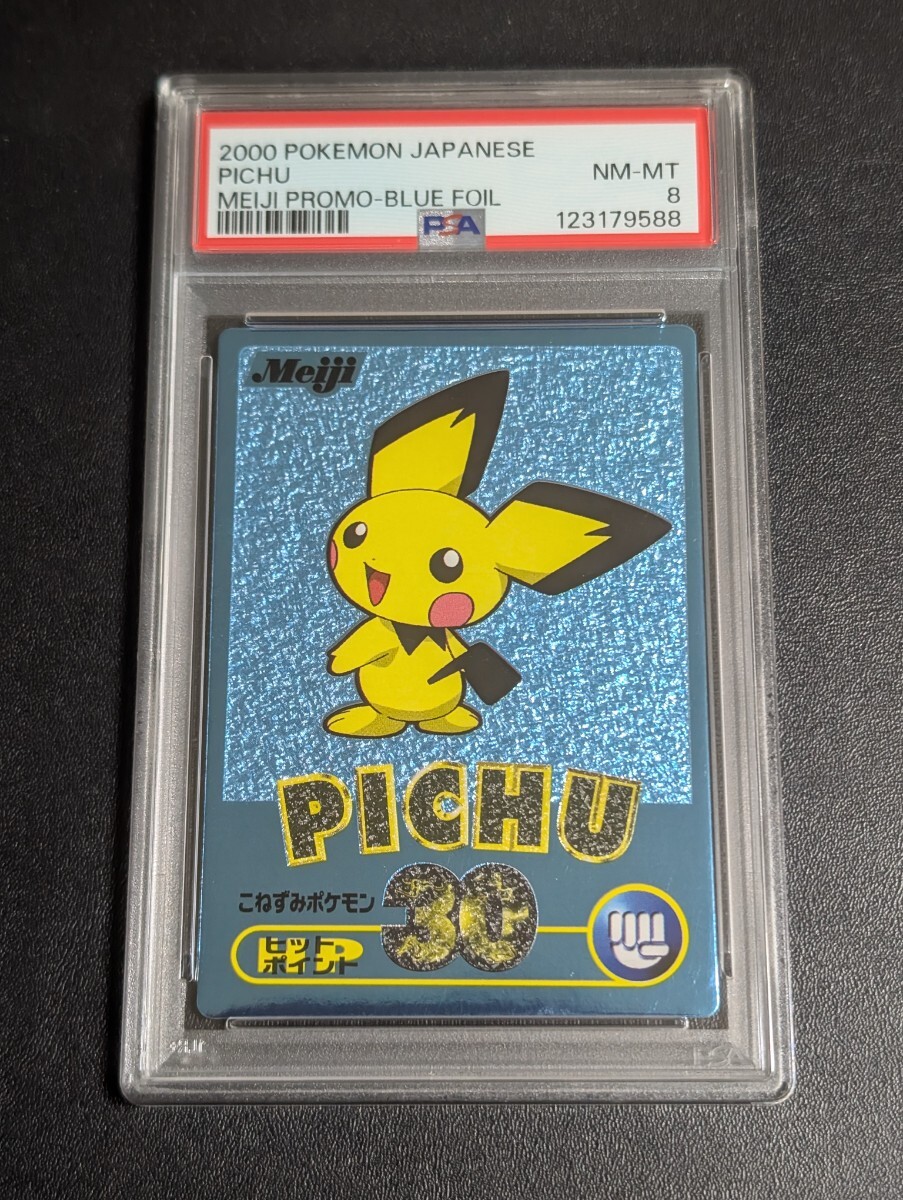 2000 POKEMON JAPANESE
PICHU NM-MT
MEIJI PROMO-BLUE FOIL 8
PSA 123179588
Meiji
PICHU
こねずみポケモン 30
HP ヒット
ポイント